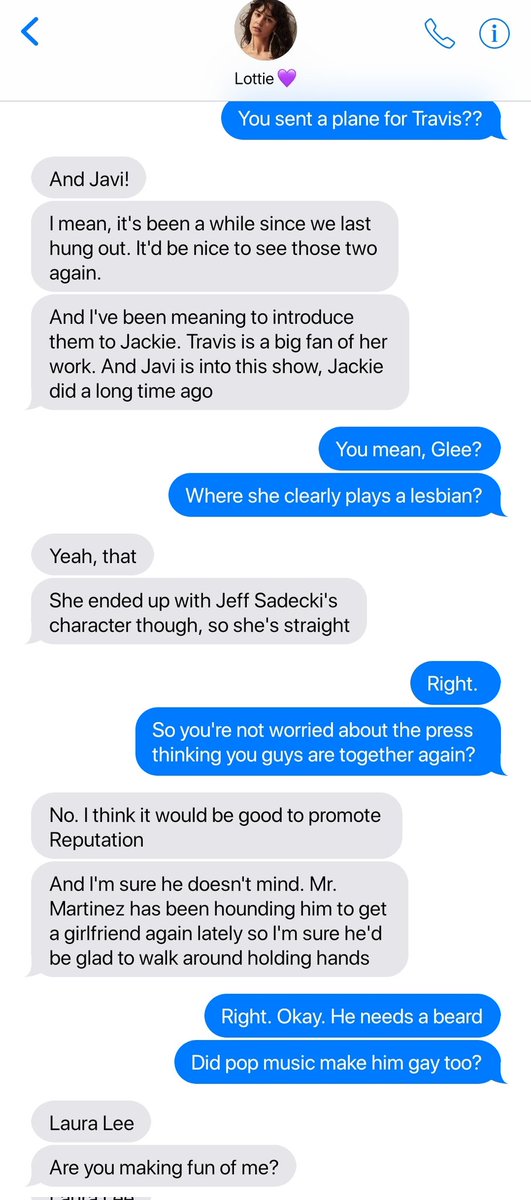 Lottie 💜
You sent a plane for Travis??
And Javi!
I mean, it's been a while since we last
hung out. It'd be nice to see those two
again.
And I've been meaning to introduce
them to Jackie. Travis is a big fan of her
work. And Javi is into this show, Jackie
did a long time ago
You mean, Glee?
Where she clearly plays a lesbian?
Yeah, that
She ended up with Jeff Sadecki's
character though, so she's straight
Right.
So you're not worried about the press
thinking you guys are together again?
No. I think it would be good to promote
Reputation
And I'm sure he doesn't mind. Mr.
Martinez has been hounding him to get
a girlfriend again lately so I'm sure he'd
be glad to walk around holding hands
Right. Okay. He needs a beard
Did pop music make him gay too?
Laura Lee
Are you making fun of me?
Laura Lee